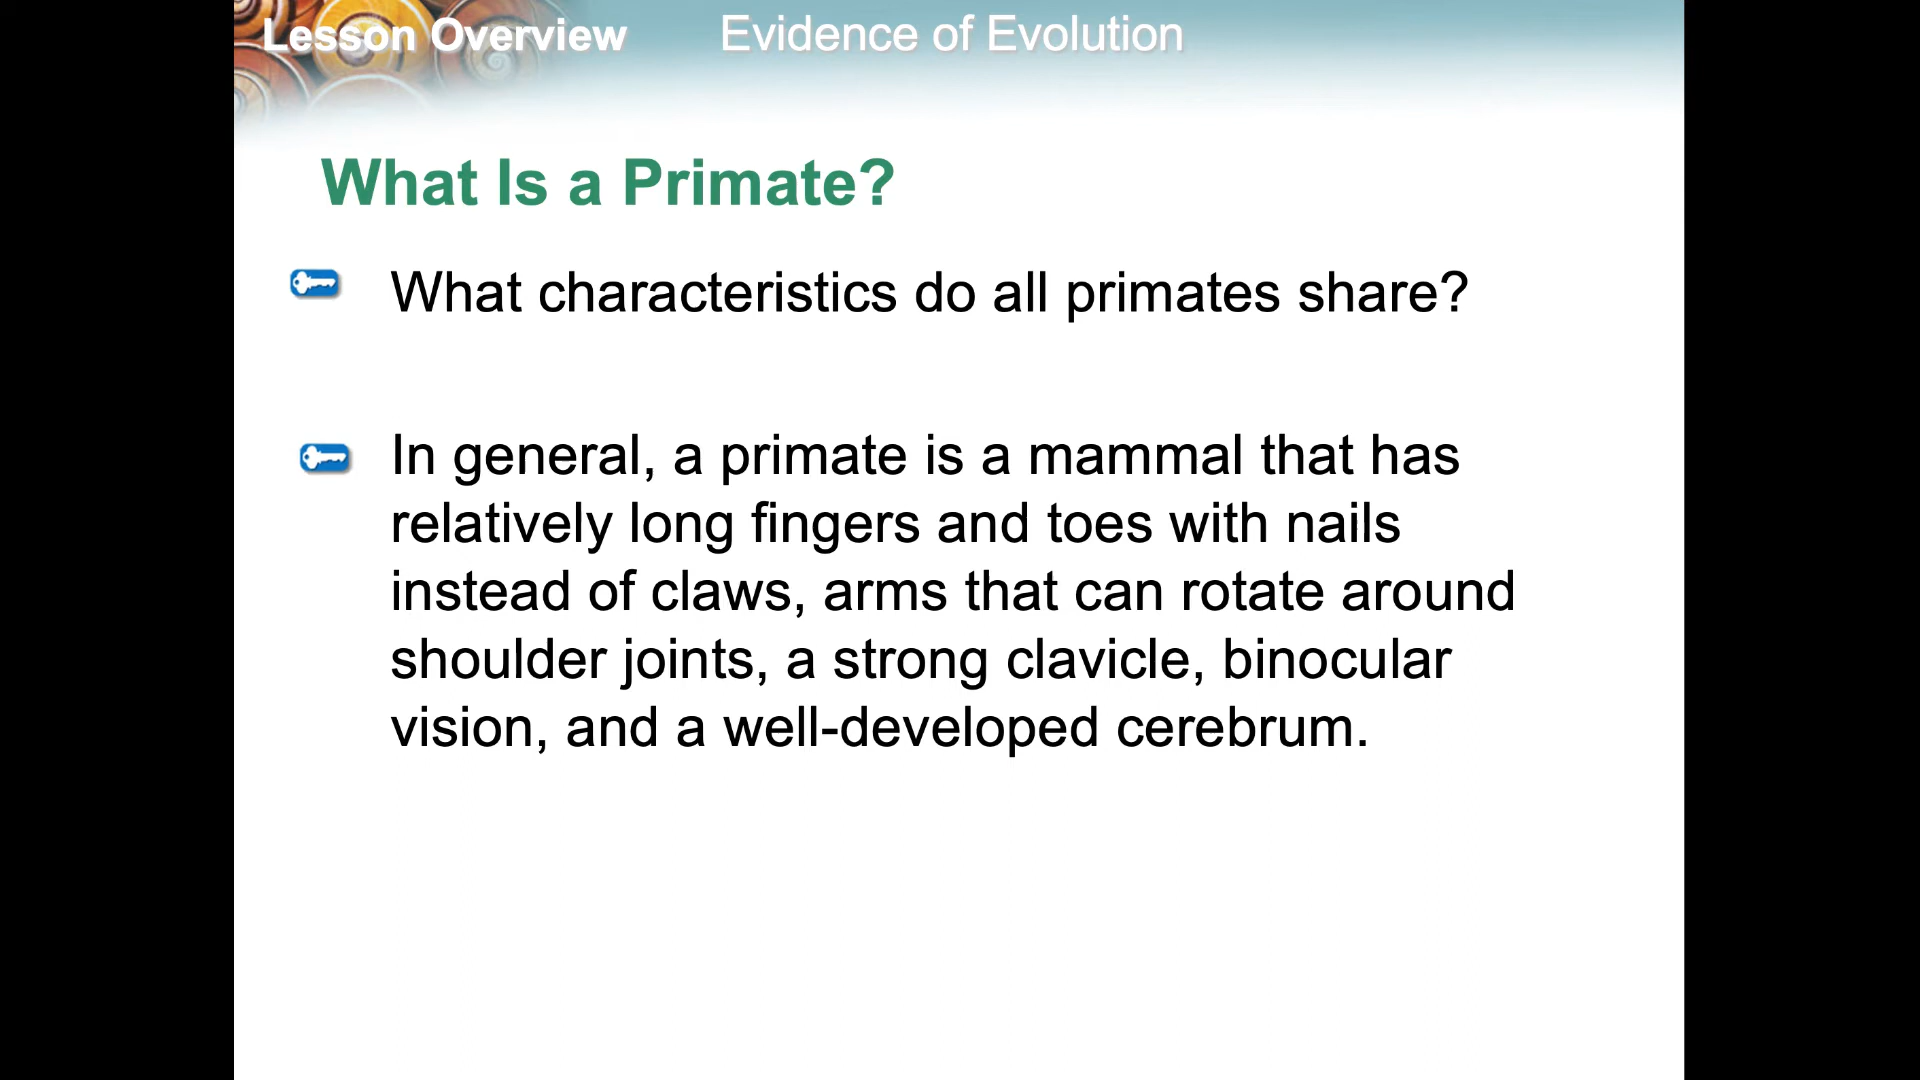 Lesson Overview Evidence of Evolution
What Is a Primate?
What characteristics do all primates share?
In general, a primate is a mammal that has
relatively long fingers and toes with nails
instead of claws, arms that can rotate around
shoulder joints, a strong clavicle, binocular
vision, and a well-developed cerebrum.